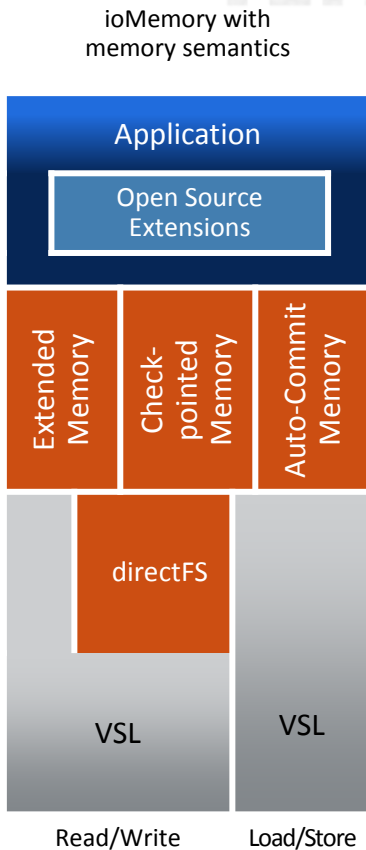 ioMemory with
memory semantics
Application
Open Source
Extensions
Extended
Memory
Check-
pointed
Memory
Auto-Commit
Memory
directFS
VSL
VSL
Read/Write
Load/Store